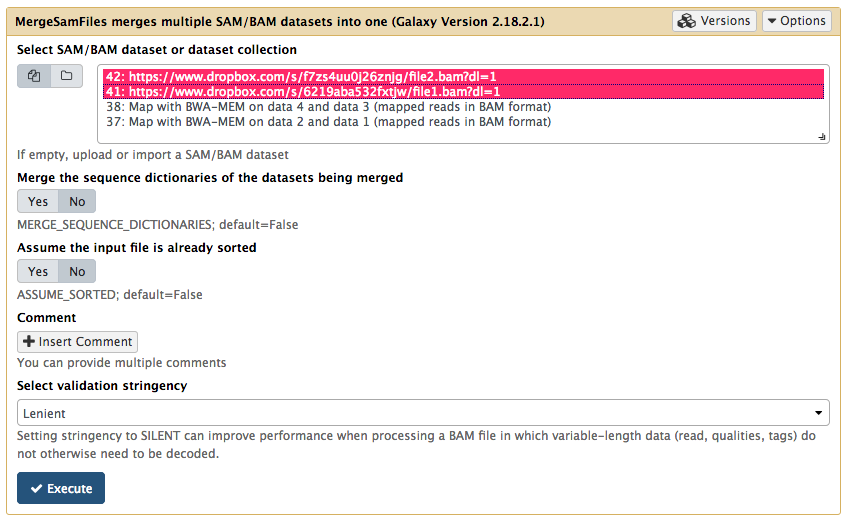 MergeSamFiles merges multiple SAM/BAM datasets into one (Galaxy Version 2.18.2.1)
Versions
Options
Select SAM/BAM dataset or dataset collection
42: https://www.dropbox.com/s/f7zs4uu0j26znjg/file2.bam?dl=1
41: https://www.dropbox.com/s/6219aba532fxtjw/file1.bam?dl=1
38: Map with BWA-MEM on data 4 and data 3 (mapped reads in BAM format)
37: Map with BWA-MEM on data 2 and data 1 (mapped reads in BAM format)
If empty, upload or import a SAM/BAM dataset
Merge the sequence dictionaries of the datasets being merged
Yes No
MERGE_SEQUENCE_DICTIONARIES; default=False
Assume the input file is already sorted
Yes No
ASSUME_SORTED; default=False
Comment
Insert Comment
You can provide multiple comments
Select validation stringency
Lenient
Setting stringency to SILENT can improve performance when processing a BAM file in which variable-length data (read, qualities, tags) do
not otherwise need to be decoded.
Execute